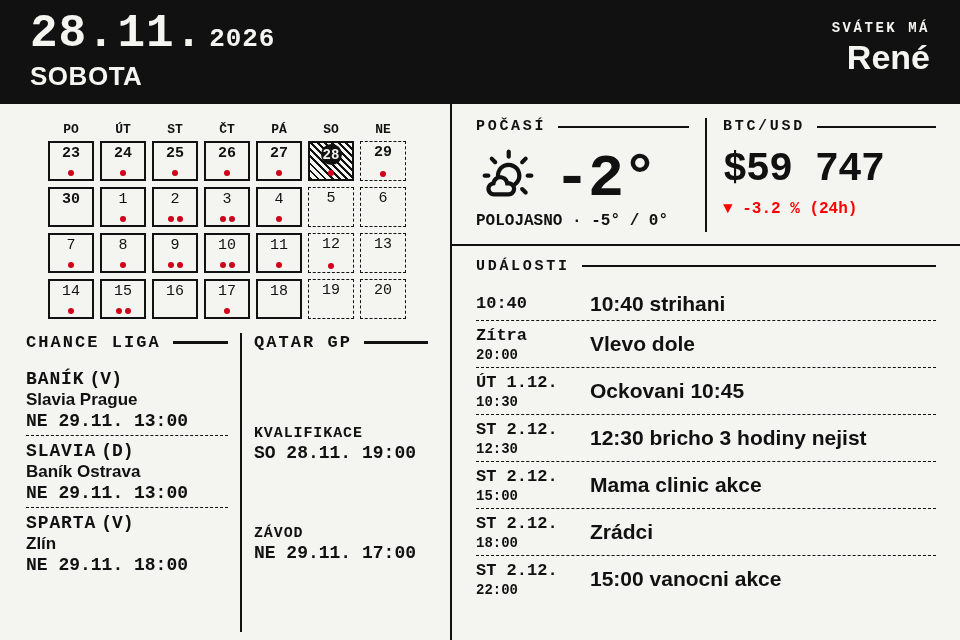 28.11. 2026
SOBOTA
SVÁTEK MÁ
René
PO ÚT ST ČT PÁ SO NE
23 24 25 26 27 28 29
30 1 2 3 4 5 6
7 8 9 10 11 12 13
14 15 16 17 18 19 20
CHANCE LIGA
BANÍK (V)
Slavia Prague
NE 29.11. 13:00
SLAVIA (D)
Baník Ostrava
NE 29.11. 13:00
SPARTA (V)
Zlín
NE 29.11. 18:00
QATAR GP
KVALIFIKACE
SO 28.11. 19:00
ZÁVOD
NE 29.11. 17:00
POČASÍ
-2°
POLOJASNO · -5° / 0°
BTC/USD
$59 747
▼ -3.2 % (24h)
UDÁLOSTI
10:40 10:40 strihani
Zítra
20:00
Vlevo dole
ÚT 1.12.
10:30
Ockovani 10:45
ST 2.12.
12:30
12:30 bricho 3 hodiny nejist
ST 2.12.
15:00
Mama clinic akce
ST 2.12.
18:00
Zrádci
ST 2.12.
22:00
15:00 vanocni akce